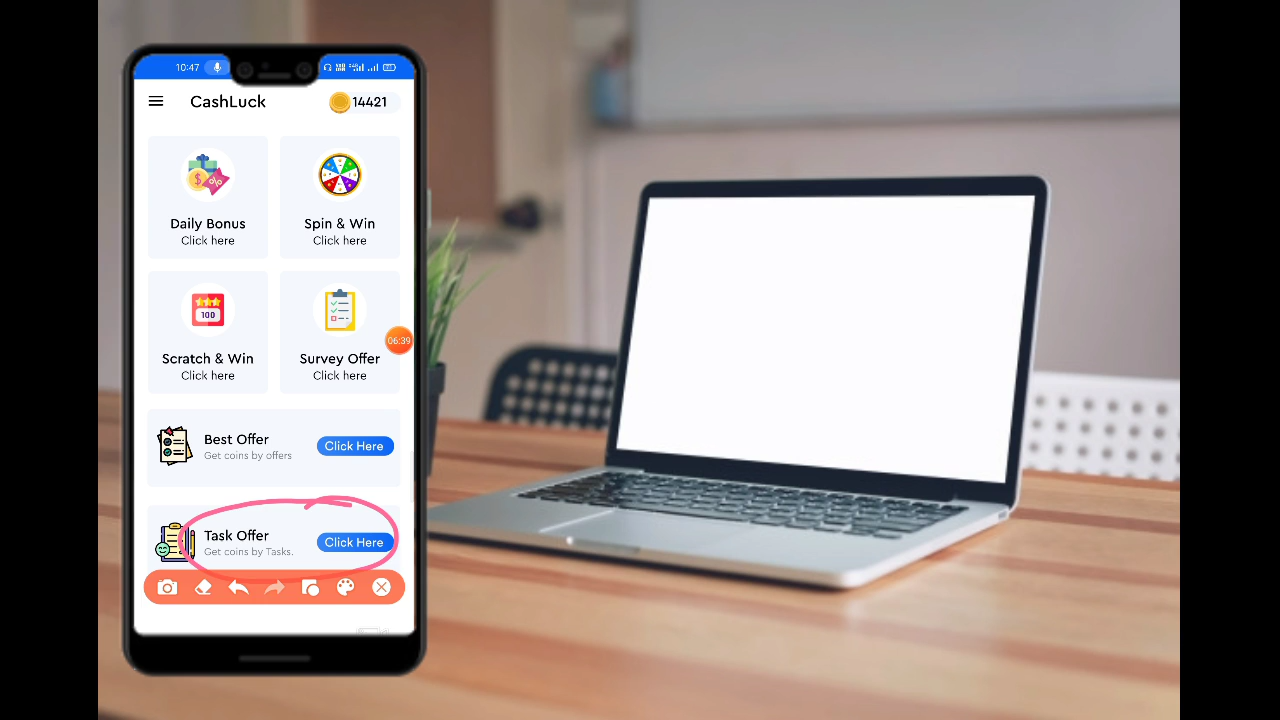 10:47
CashLuck
14421
Daily Bonus
Click here
Spin & Win
Click here
100
Scratch & Win
Click here
Survey Offer
Click here
06:39
Best Offer
Get coins by offers
Click Here
Task Offer
Get coins by Tasks.
Click Here